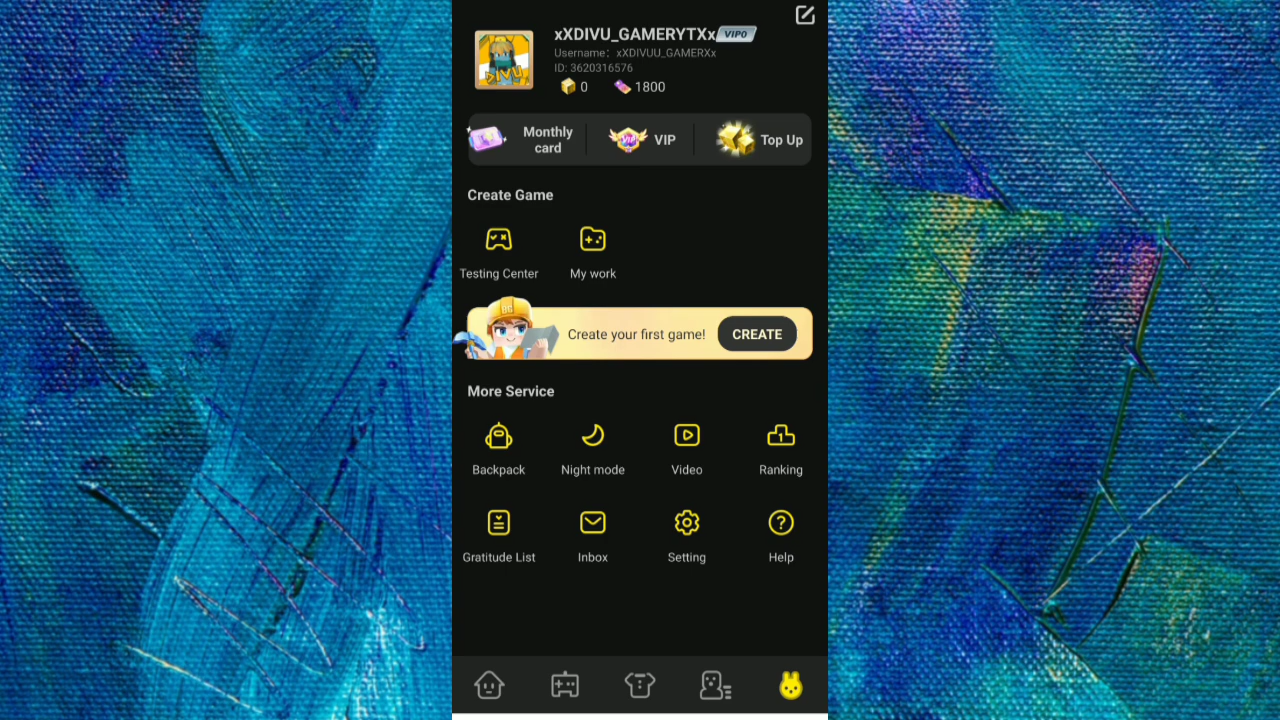 xXDIVU_GAMERYTXx VIP0
Username: xXDIVUU_GAMERXx
ID: 3620316576
0 1800
Monthly card
VIP
Top Up
Create Game
Testing Center
My work
BG
Create your first game!
CREATE
More Service
Backpack
Night mode
Video
Ranking
Gratitude List
Inbox
Setting
Help